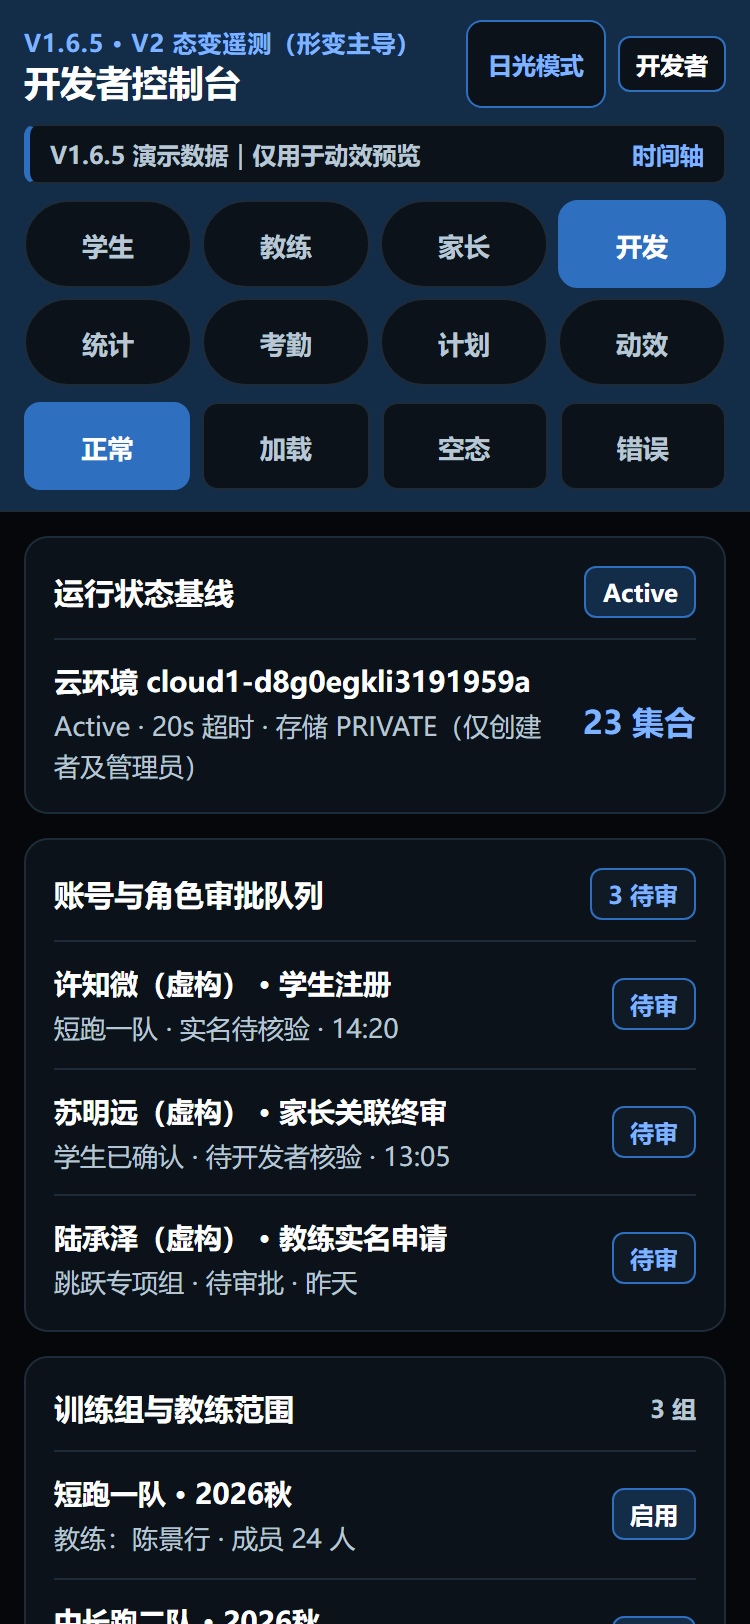 V1.6.5 • V2 态变遥测（形变主导）
开发者控制台
日光模式
开发者
V1.6.5 演示数据 | 仅用于动效预览
时间轴
学生 教练 家长 开发
统计 考勤 计划 动效
正常 加载 空态 错误
运行状态基线
Active
云环境 cloud1-d8g0egkli3191959a
Active · 20s 超时 · 存储 PRIVATE（仅创建
者及管理员）
23 集合
账号与角色审批队列
3 待审
许知微（虚构） • 学生注册
短跑一队 · 实名待核验 · 14:20
待审
苏明远（虚构） • 家长关联终审
学生已确认 · 待开发者核验 · 13:05
待审
陆承泽（虚构） • 教练实名申请
跳跃专项组 · 待审批 · 昨天
待审
训练组与教练范围
3 组
短跑一队 • 2026秋
教练：陈景行 · 成员 24 人
启用
中长跑二队 • 2026秋